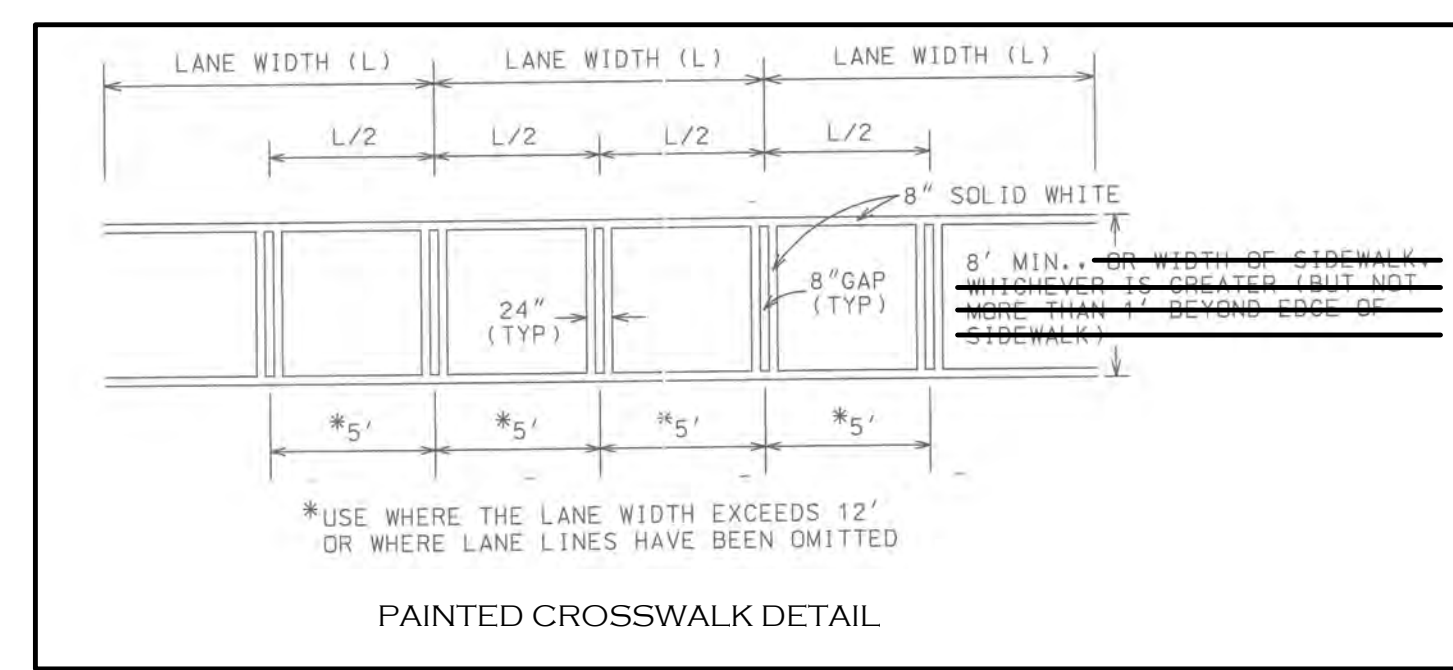 LANE WIDTH (L) LANE WIDTH (L) LANE WIDTH (L)
L/2 L/2 L/2 L/2
8" SOLID WHITE
8' MIN., OR WIDTH OF SIDEWALK,
WHICHEVER IS GREATER (BUT NOT
MORE THAN 1' BEYOND EDGE OF
SIDEWALK)
8"GAP
(TYP)
24"
(TYP)
*5' *5' *5' *5'
*USE WHERE THE LANE WIDTH EXCEEDS 12'
OR WHERE LANE LINES HAVE BEEN OMITTED
PAINTED CROSSWALK DETAIL